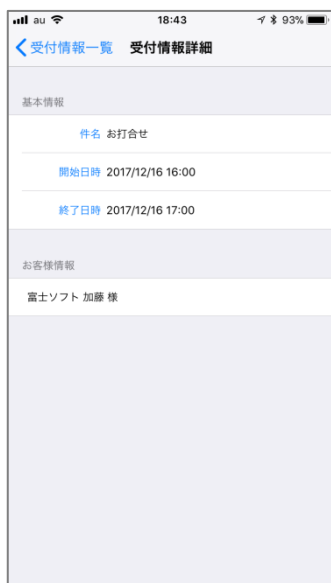 au 18:43 93%
受付情報一覧 受付情報詳細
基本情報
件名 お打合せ
開始日時 2017/12/16 16:00
終了日時 2017/12/16 17:00
お客様情報
富士ソフト 加藤 様